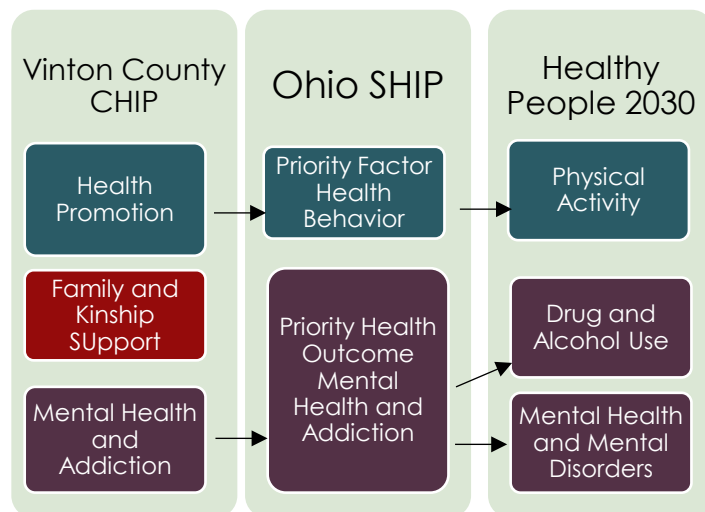 Vinton County
CHIP
Health
Promotion
Family and
Kinship
SUpport
Mental Health
and
Addiction
Ohio SHIP
Priority Factor
Health
Behavior
Priority Health
Outcome
Mental
Health and
Addiction
Healthy
People 2030
Physical
Activity
Drug and
Alcohol Use
Mental Health
and Mental
Disorders